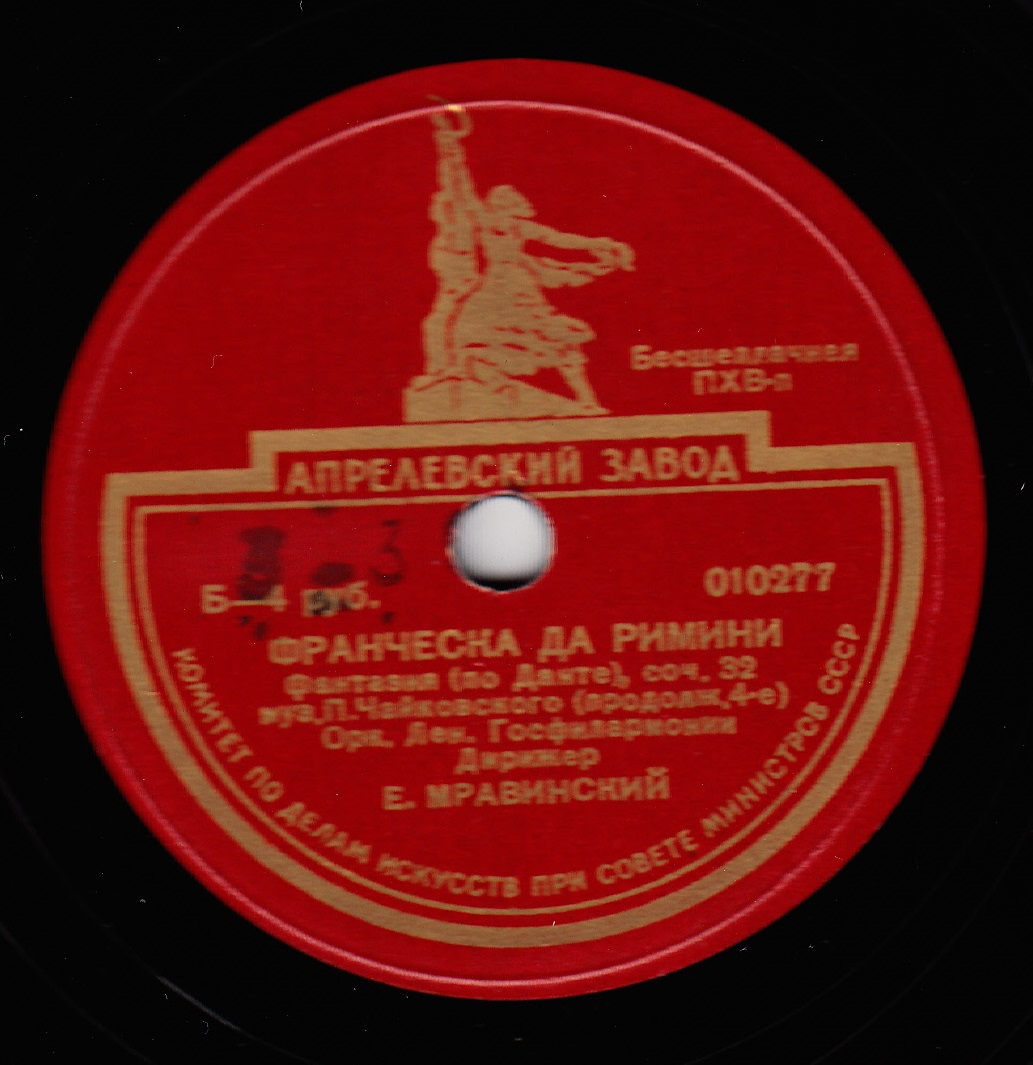 Бесшеллачная
ПХВ-п
АПРЕЛЕВСКИЙ ЗАВОД
3
Б—4 руб.
010277
ФРАНЧЕСКА ДА РИМИНИ
фантазия (по Данте), соч. 32
муз. П. Чайковского (продолж. 4-е)
Орк. Лен. Госфилармонии
Дирижер
Е. МРАВИНСКИЙ
КОМИТЕТ ПО ДЕЛАМ ИСКУССТВ ПРИ СОВЕТЕ МИНИСТРОВ СССР